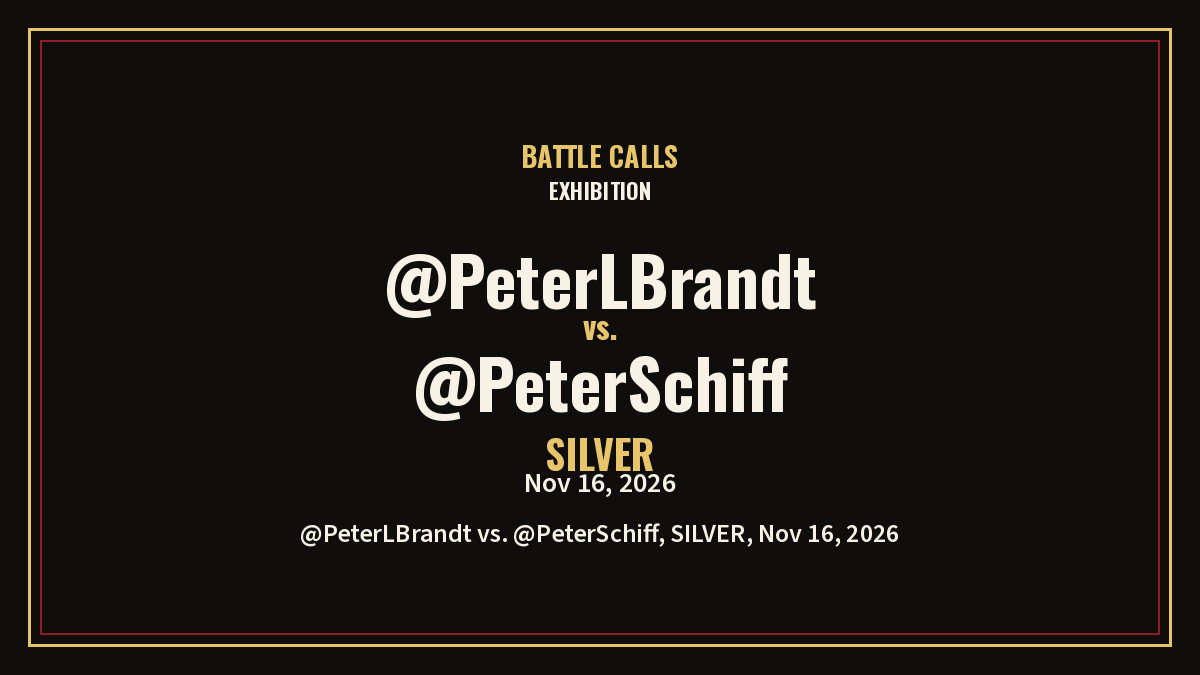 BATTLE CALLS
EXHIBITION
@PeterLBrandt
vs.
@PeterSchiff
SILVER
Nov 16, 2026
@PeterLBrandt vs. @PeterSchiff, SILVER, Nov 16, 2026